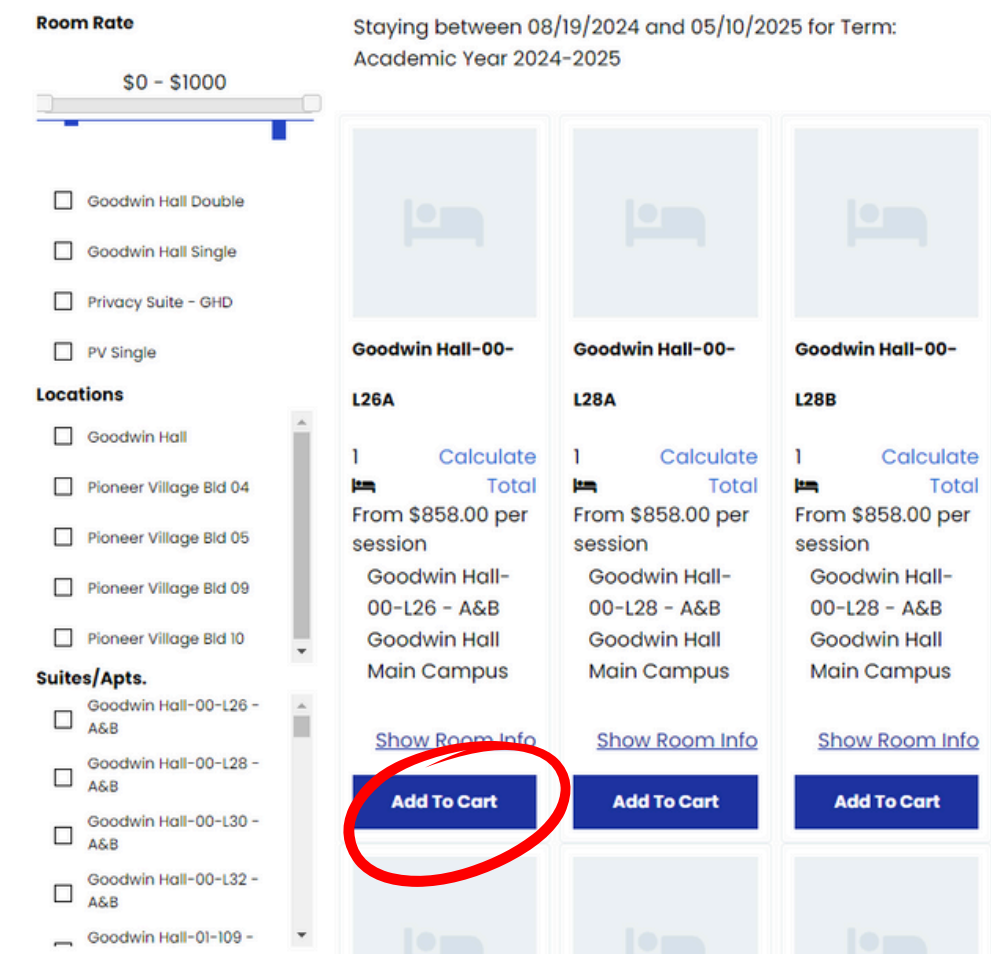 Room Rate
$0 - $1000
Goodwin Hall Double
Goodwin Hall Single
Privacy Suite - GHD
PV Single
Locations
Goodwin Hall
Pioneer Village Bld 04
Pioneer Village Bld 05
Pioneer Village Bld 09
Pioneer Village Bld 10
Suites/Apts.
Goodwin Hall-00-L26 -
A&B
Goodwin Hall-00-L28 -
A&B
Goodwin Hall-00-L30 -
A&B
Goodwin Hall-00-L32 -
A&B
Goodwin Hall-01-109 -
Staying between 08/19/2024 and 05/10/2025 for Term:
Academic Year 2024-2025
Goodwin Hall-00-
L26A
1 Calculate
Total
From $858.00 per
session
Goodwin Hall-
00-L26 - A&B
Goodwin Hall
Main Campus
Show Room Info
Add To Cart
Goodwin Hall-00-
L28A
1 Calculate
Total
From $858.00 per
session
Goodwin Hall-
00-L28 - A&B
Goodwin Hall
Main Campus
Show Room Info
Add To Cart
Goodwin Hall-00-
L28B
1 Calculate
Total
From $858.00 per
session
Goodwin Hall-
00-L28 - A&B
Goodwin Hall
Main Campus
Show Room Info
Add To Cart